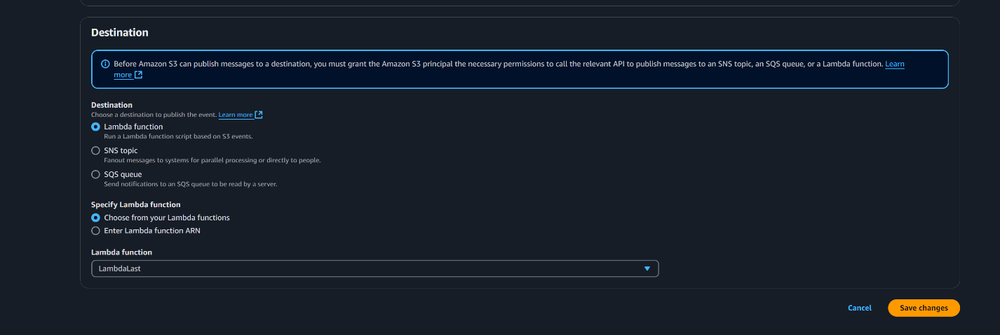 Destination
Before Amazon S3 can publish messages to a destination, you must grant the Amazon S3 principal the necessary permissions to call the relevant API to publish messages to an SNS topic, an SQS queue, or a Lambda function. Learn
more
Destination
Choose a destination to publish the event. Learn more
Lambda function
Run a Lambda function script based on S3 events.
SNS topic
Fanout messages to systems for parallel processing or directly to people.
SQS queue
Send notifications to an SQS queue to be read by a server.
Specify Lambda function
Choose from your Lambda functions
Enter Lambda function ARN
Lambda function
LambdaLast
Cancel Save changes